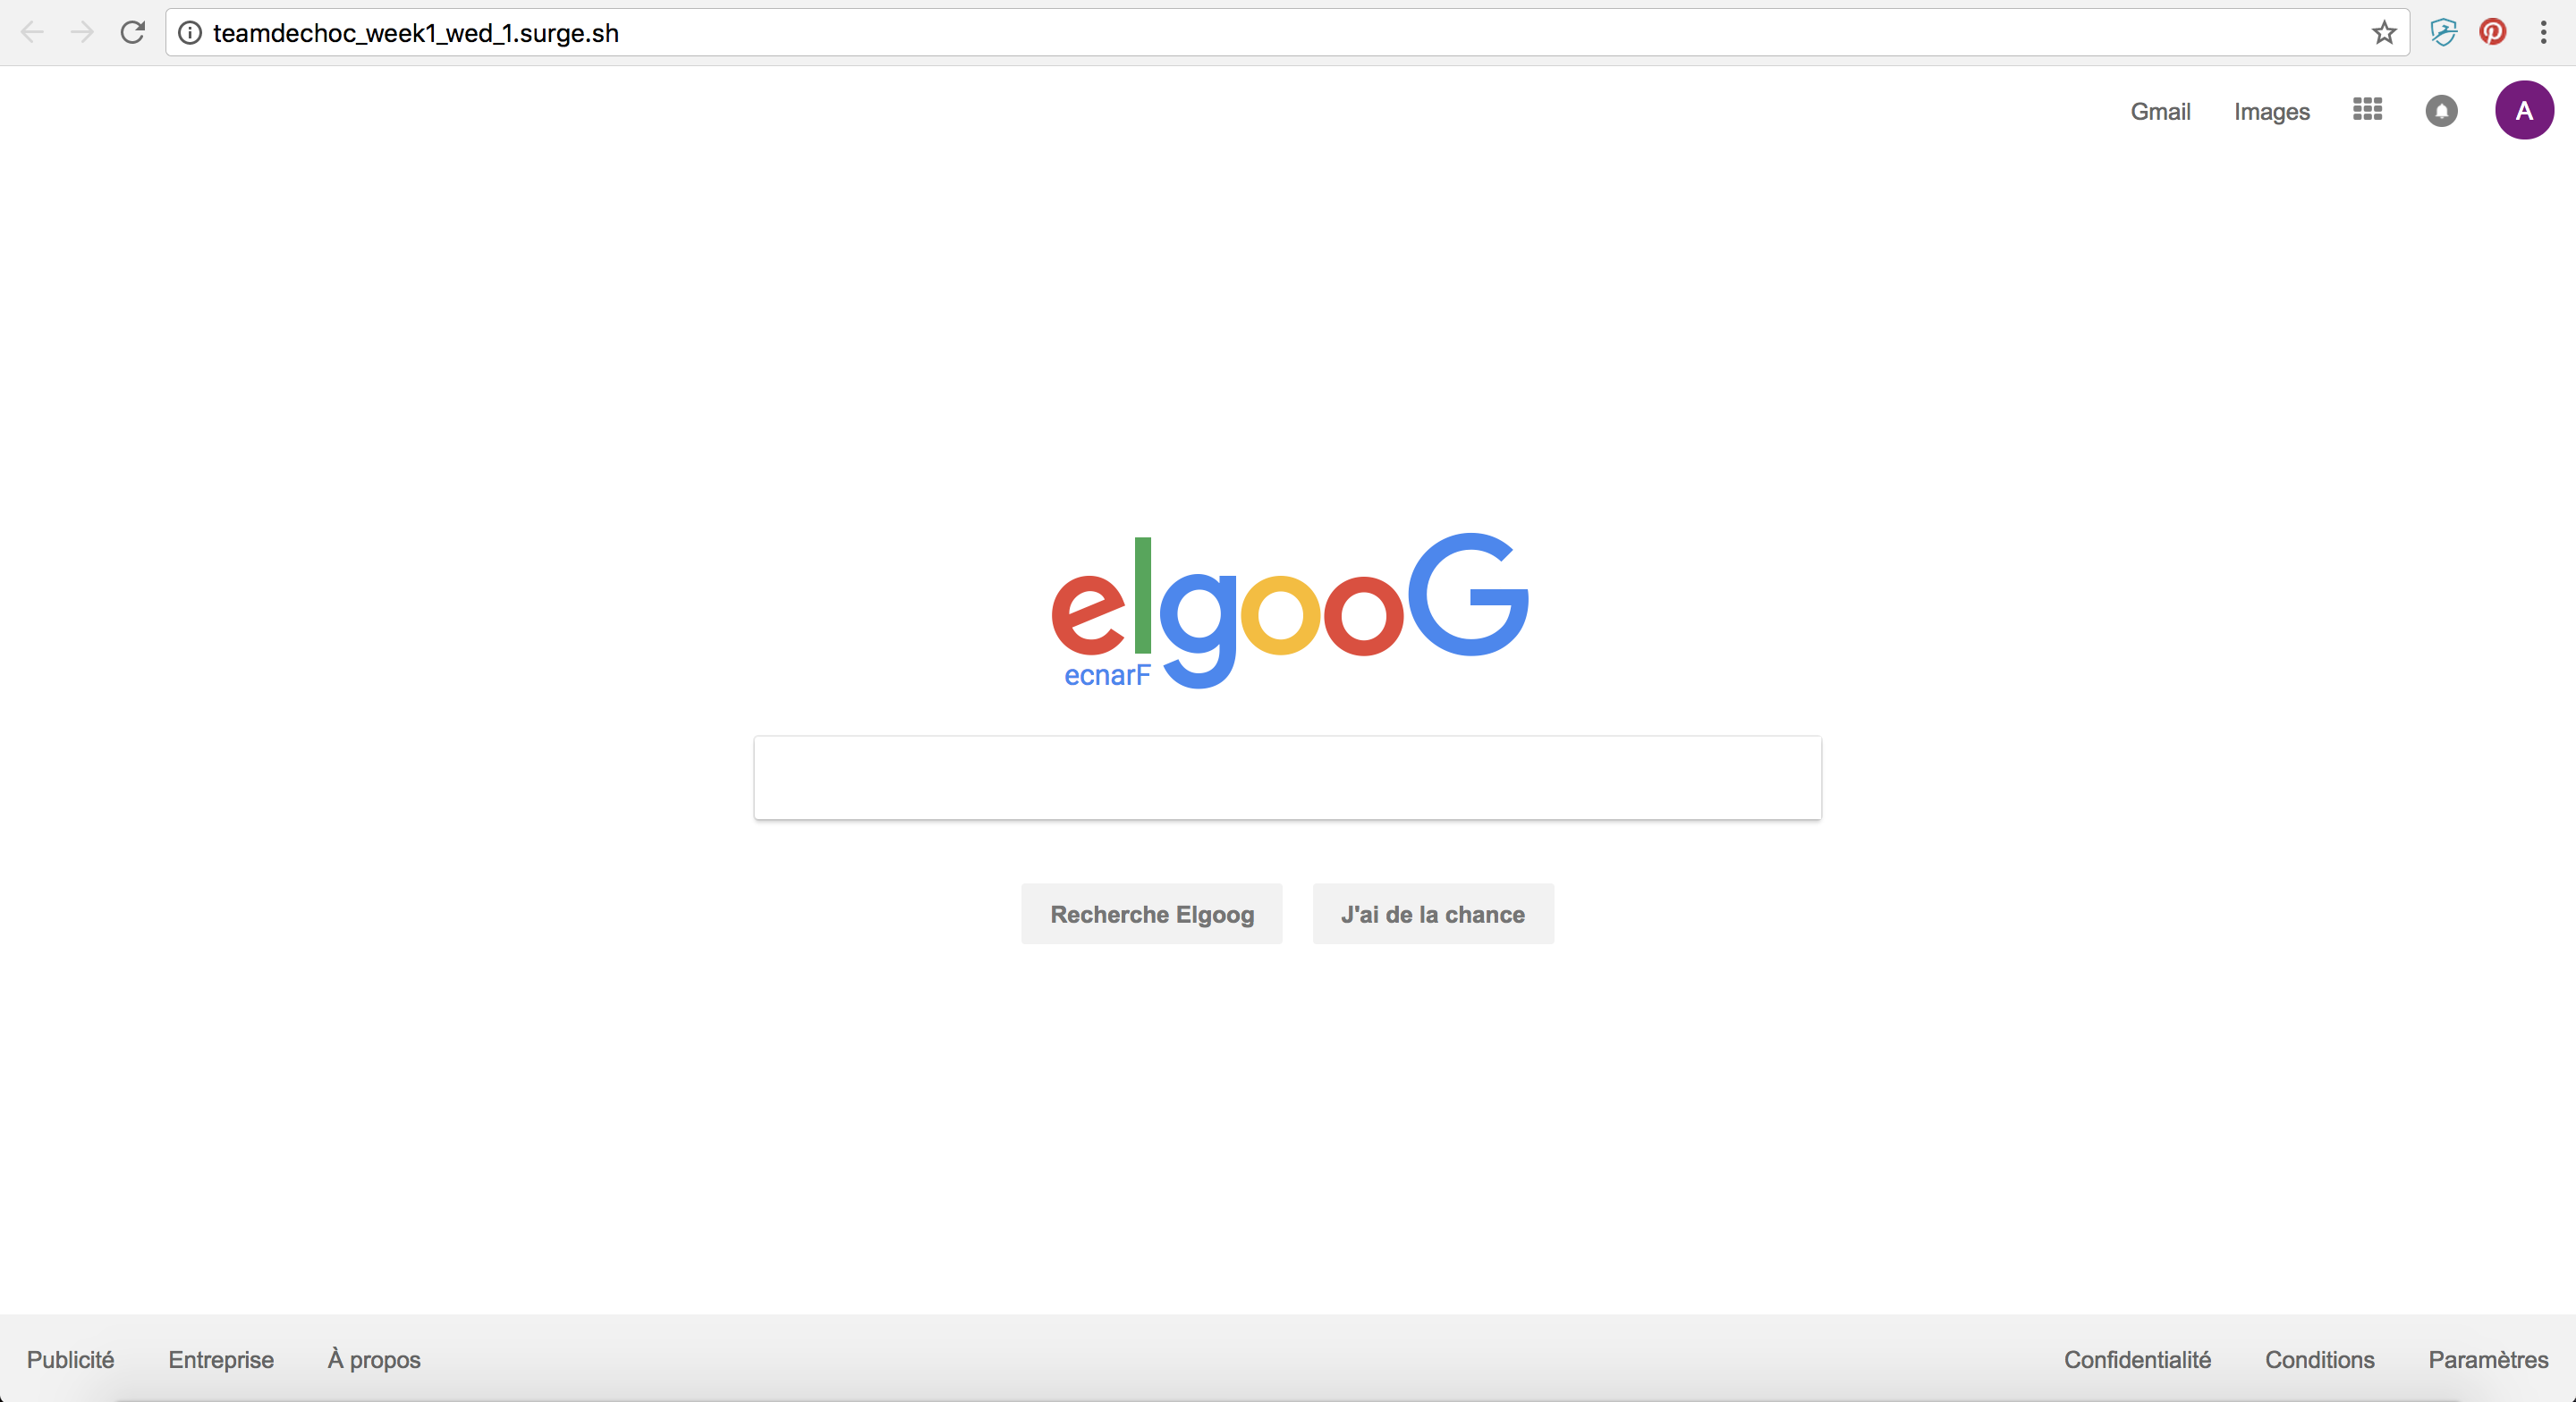 teamdechoc_week1_wed_1.surge.sh
Gmail Images A
elgooG
ecnarF
Recherche Elgoog J'ai de la chance
Publicité Entreprise À propos Confidentialité Conditions Paramètres